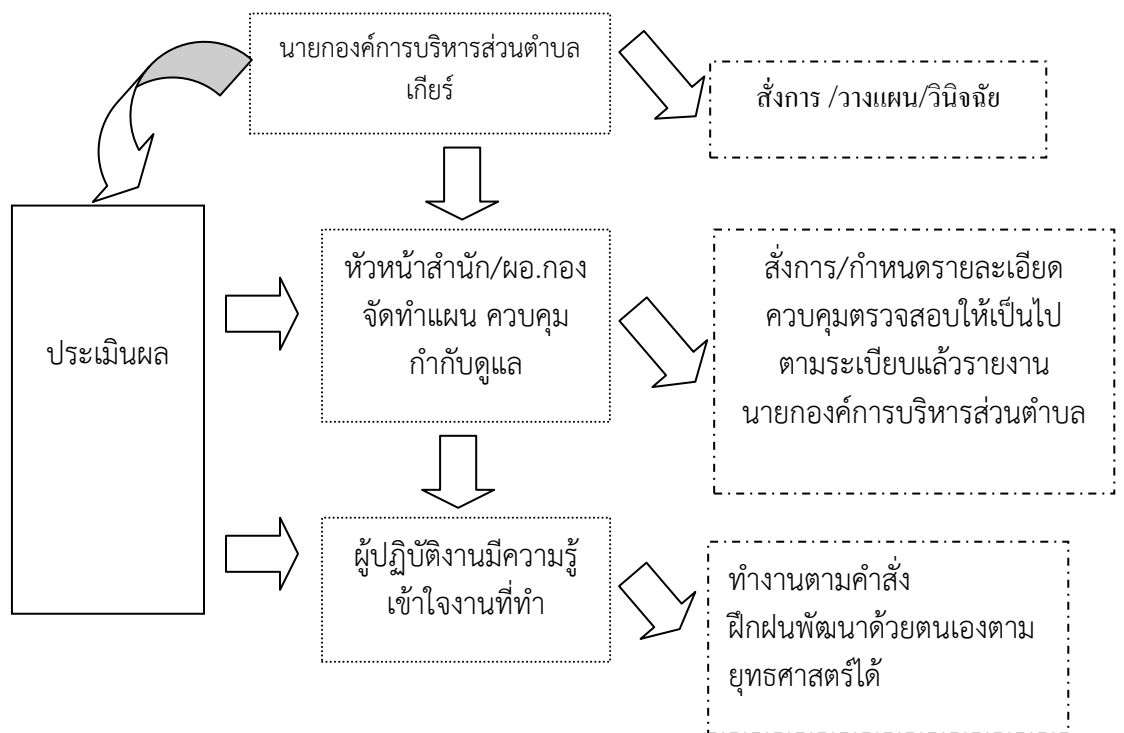 นายกองค์การบริหารส่วนตำบล
เกียร์
สั่งการ /วางแผน/วินิจฉัย
ประเมินผล
หัวหน้าสำนัก/ผอ.กอง
จัดทำแผน ควบคุม
กำกับดูแล
สั่งการ/กำหนดรายละเอียด
ควบคุมตรวจสอบให้เป็นไป
ตามระเบียบแล้วรายงาน
นายกองค์การบริหารส่วนตำบล
ผู้ปฏิบัติงานมีความรู้
เข้าใจงานที่ทำ
ทำงานตามคำสั่ง
ฝึกฝนพัฒนาด้วยตนเองตาม
ยุทธศาสตร์ได้